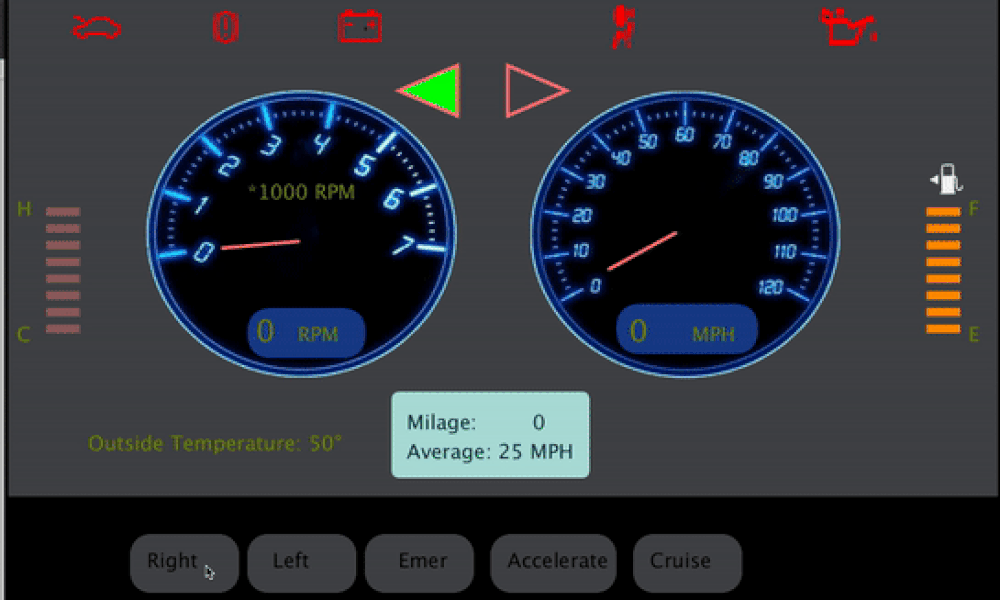 0
1
2
3
4
5
6
7
*1000 RPM
0 RPM
0
10
20
30
40
50
60
70
80
90
100
110
120
0 MPH
H
C
F
E
Outside Temperature: 50°
Milage: 0
Average: 25 MPH
Right
Left
Emer
Accelerate
Cruise